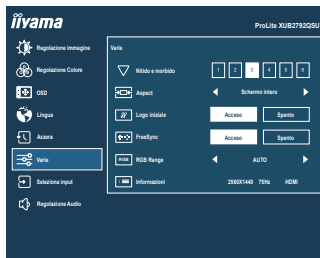 iiyama
ProLite XUB2792QSU
Regolazione immagine
Regolazione Colore
OSD
Lingua
Azzera
Varie
Seleziona Input
Regolazione Audio
Varie
Nitido e morbido 1 2 3 4 5 6
Aspect Schermo intero
Logo iniziale Acceso Spento
FreeSync Acceso Spento
RGB RGB Range AUTO
Informazioni 2560X1440 75Hz HDMI